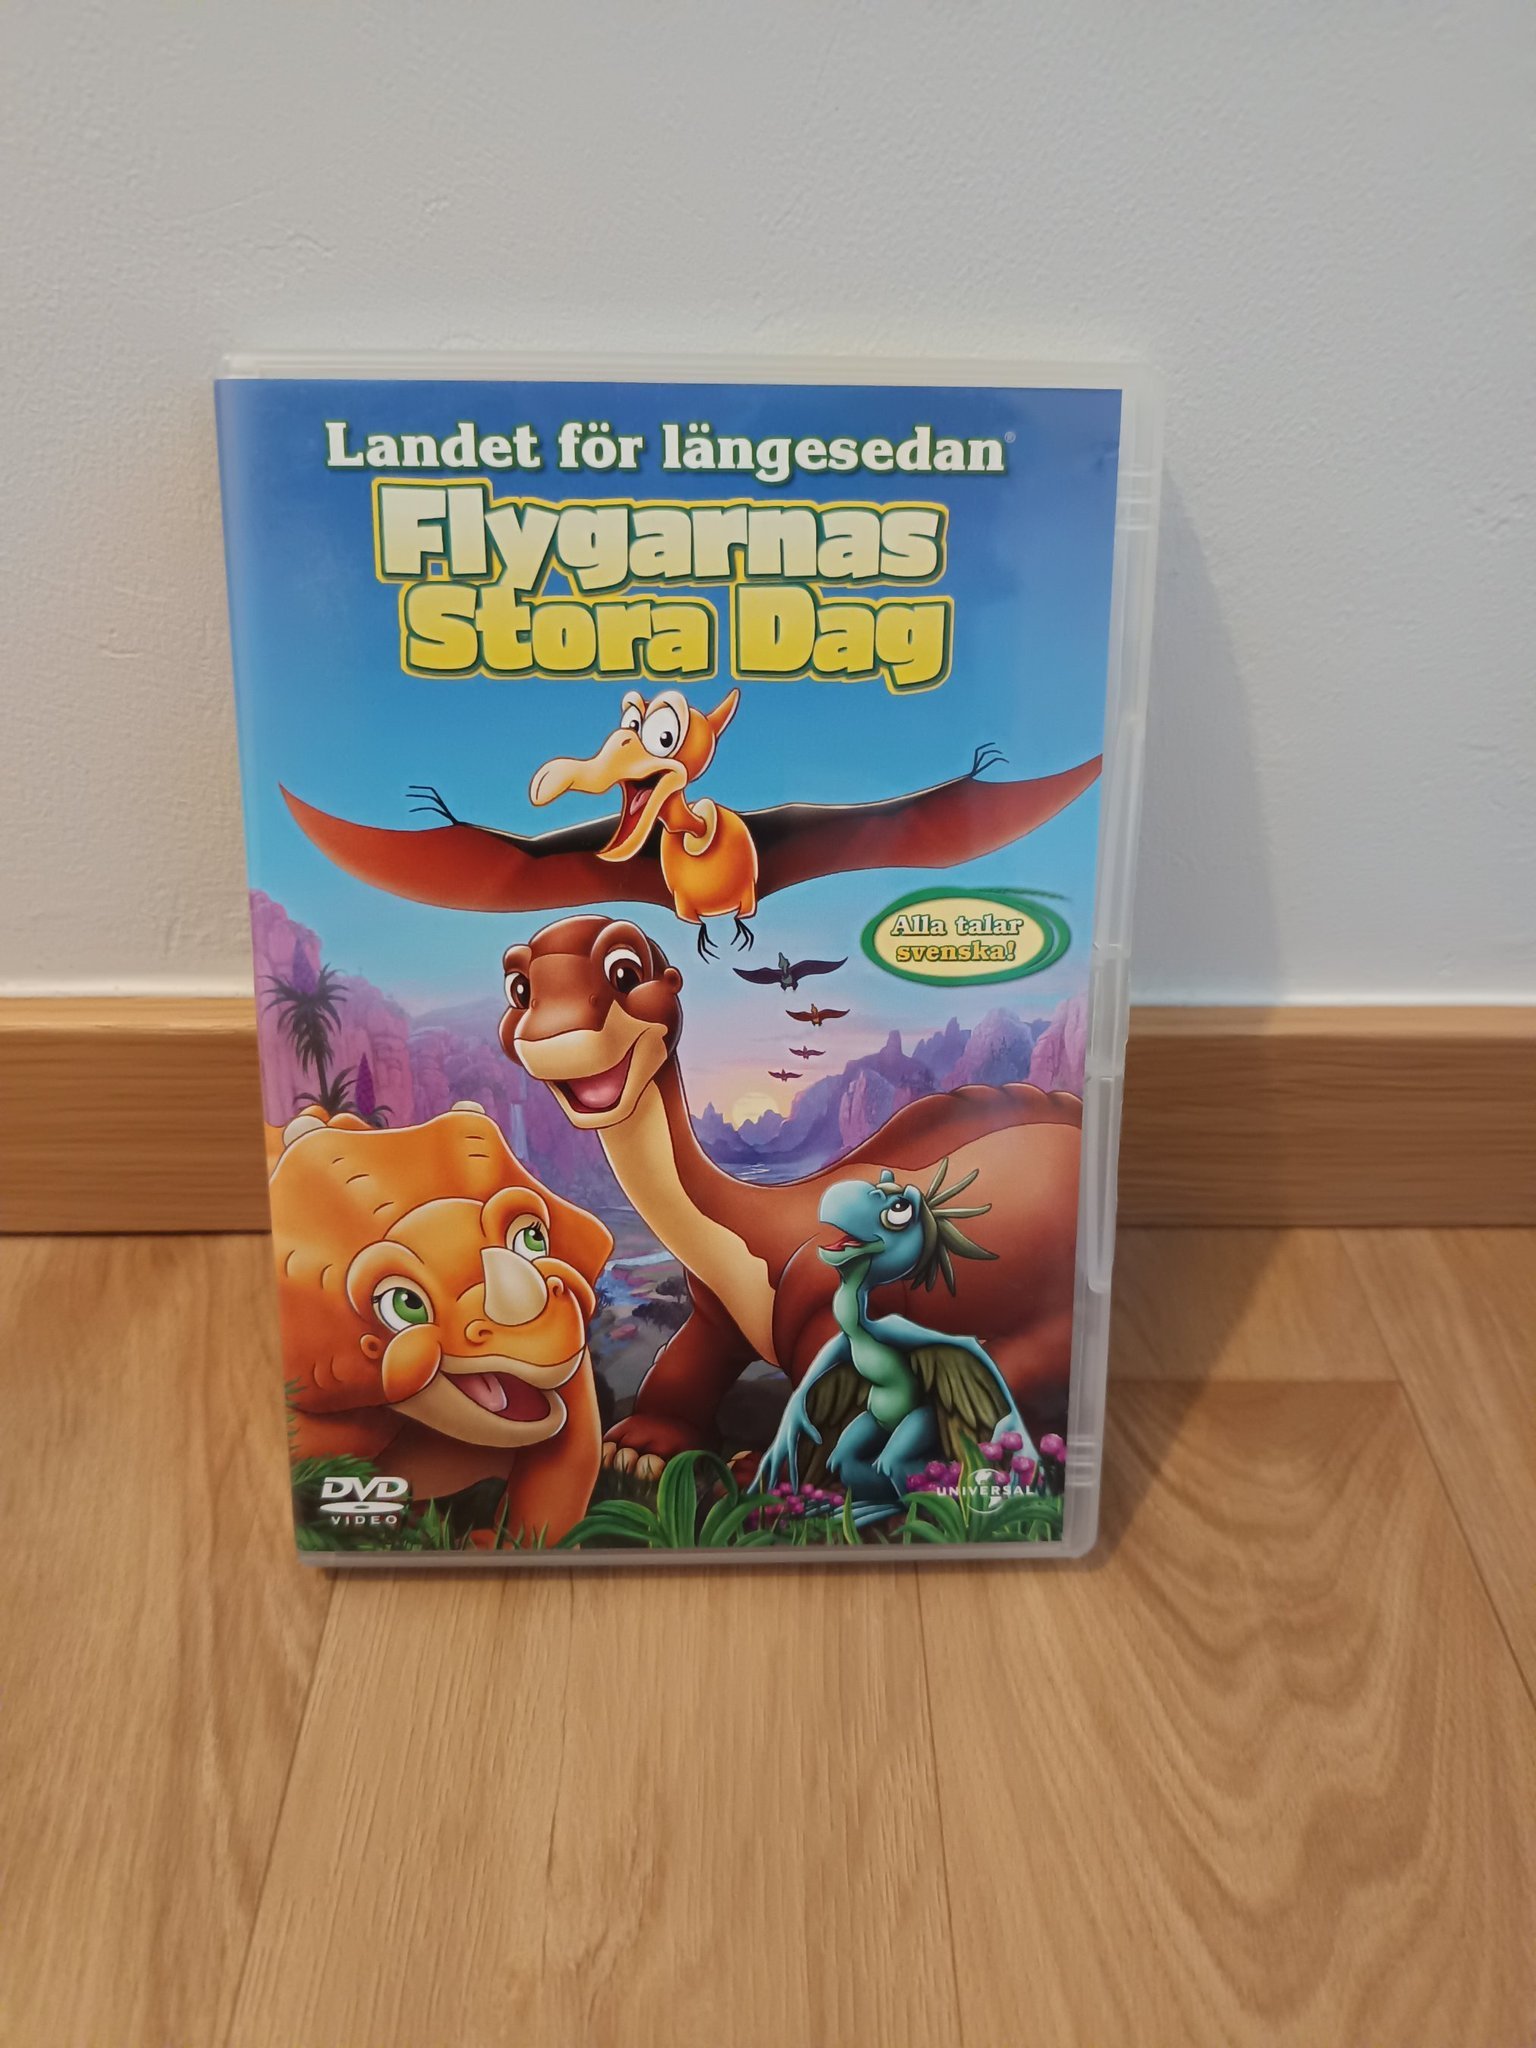 Landet för längesedan®
Flygarnas
Stora Dag
Alla talar
svenska!
DVD
VIDEO
UNIVERSAL